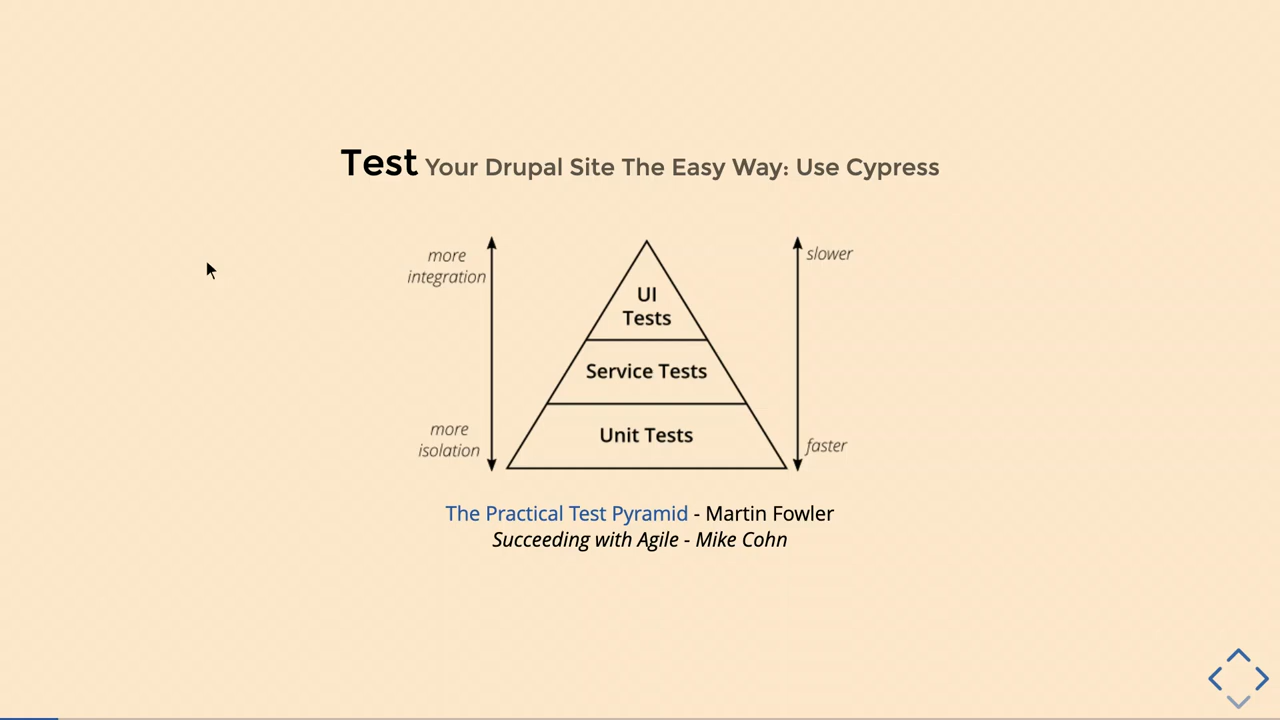 Test Your Drupal Site The Easy Way: Use Cypress
more
integration
slower
UI
Tests
Service Tests
Unit Tests
more
isolation
faster
The Practical Test Pyramid - Martin Fowler
Succeeding with Agile - Mike Cohn